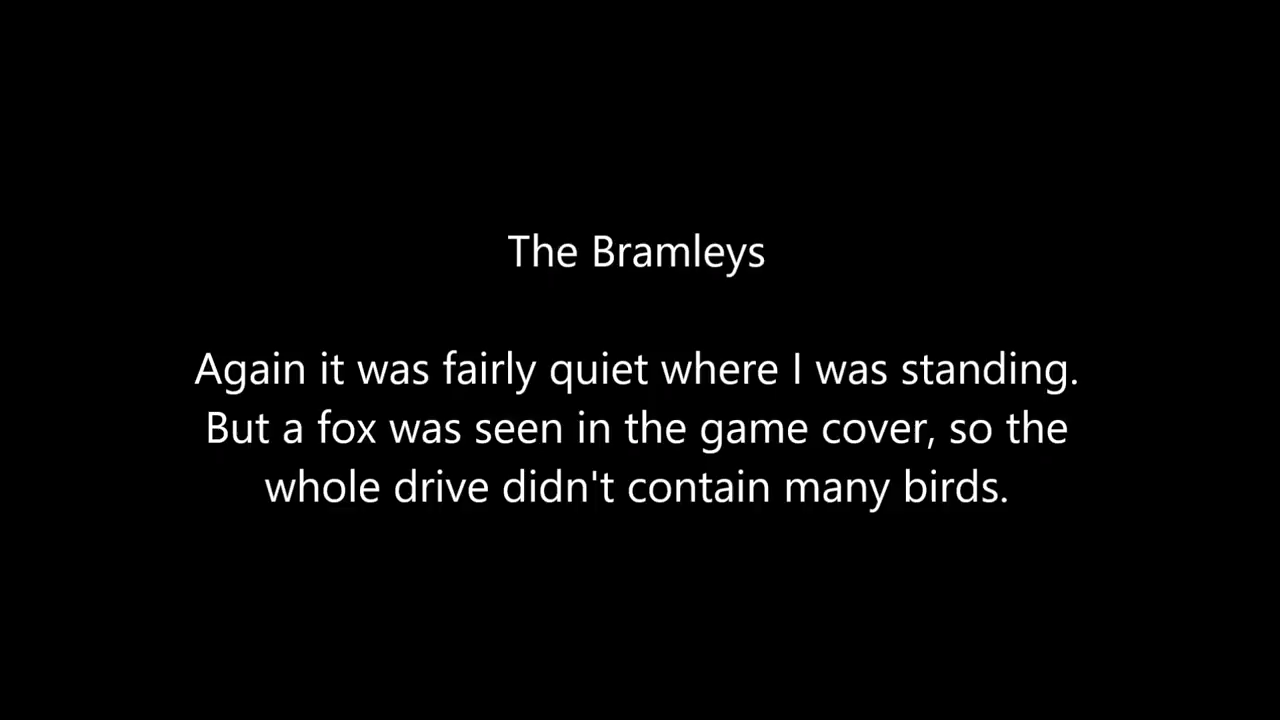 The Bramleys
Again it was fairly quiet where I was standing.
But a fox was seen in the game cover, so the
whole drive didn't contain many birds.